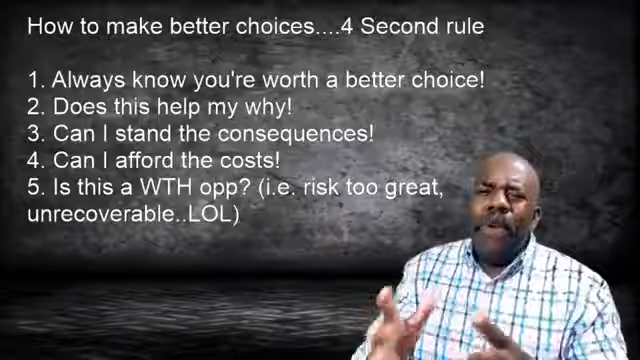 How to make better choices....4 Second rule
1. Always know you're worth a better choice!
2. Does this help my why!
3. Can I stand the consequences!
4. Can I afford the costs!
5. Is this a WTH opp? (i.e. risk too great,
unrecoverable..LOL)